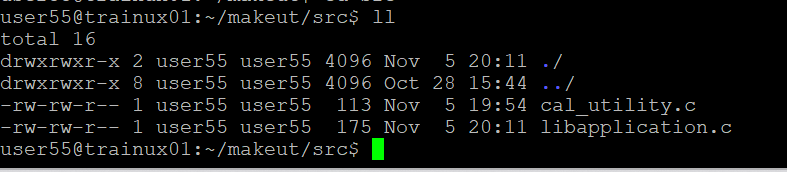 user55@trainux01:~/makeut/src$ ll
total 16
drwxrwxr-x 2 user55 user55 4096 Nov  5 20:11 ./
drwxrwxr-x 8 user55 user55 4096 Oct 28 15:44 ../
-rw-rw-r-- 1 user55 user55  113 Nov  5 19:54 cal_utility.c
-rw-rw-r-- 1 user55 user55  175 Nov  5 20:11 libapplication.c
user55@trainux01:~/makeut/src$